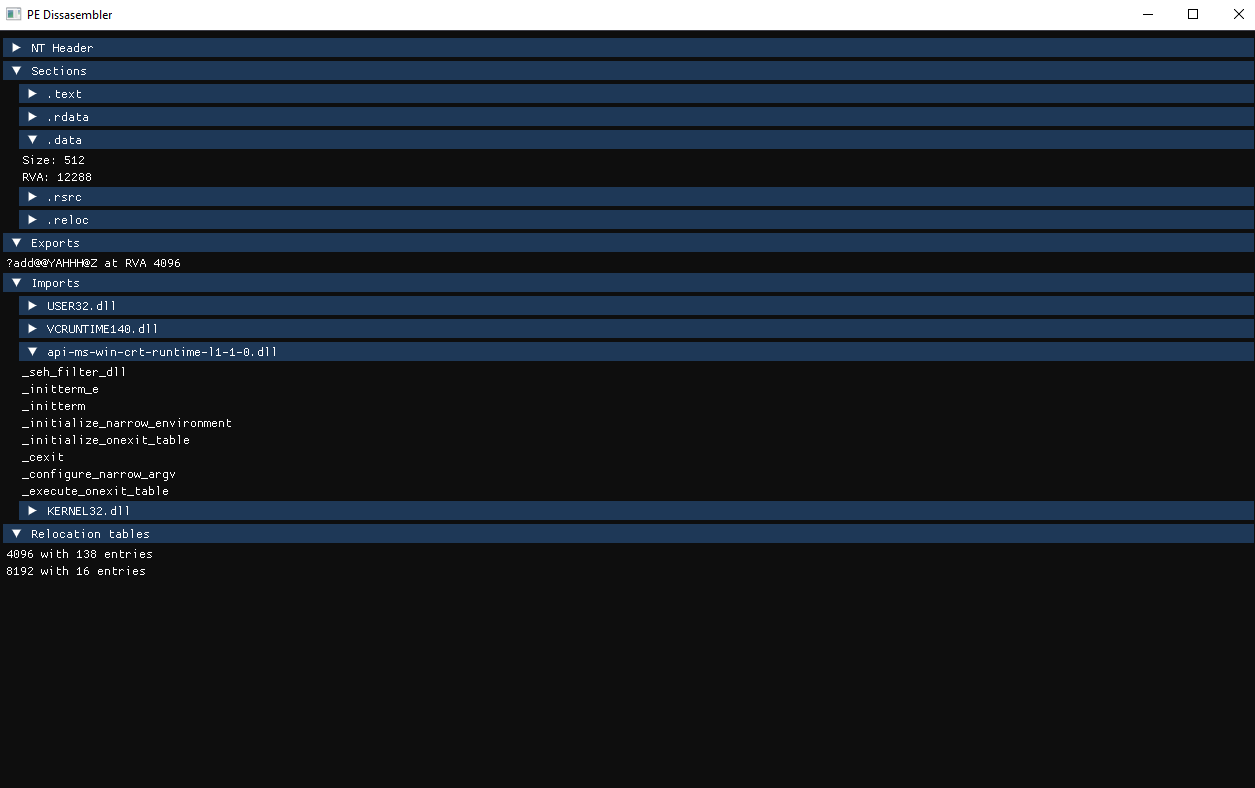 PE Dissasembler
NT Header
Sections
.text
.rdata
.data
Size: 512
RVA: 12288
.rsrc
.reloc
Exports
?add@@YAHHH@Z at RVA 4096
Imports
USER32.dll
VCRUNTIME140.dll
api-ms-win-crt-runtime-l1-1-0.dll
_seh_filter_dll
_initterm_e
_initterm
_initialize_narrow_environment
_initialize_onexit_table
_cexit
_configure_narrow_argv
_execute_onexit_table
KERNEL32.dll
Relocation tables
4096 with 138 entries
8192 with 16 entries